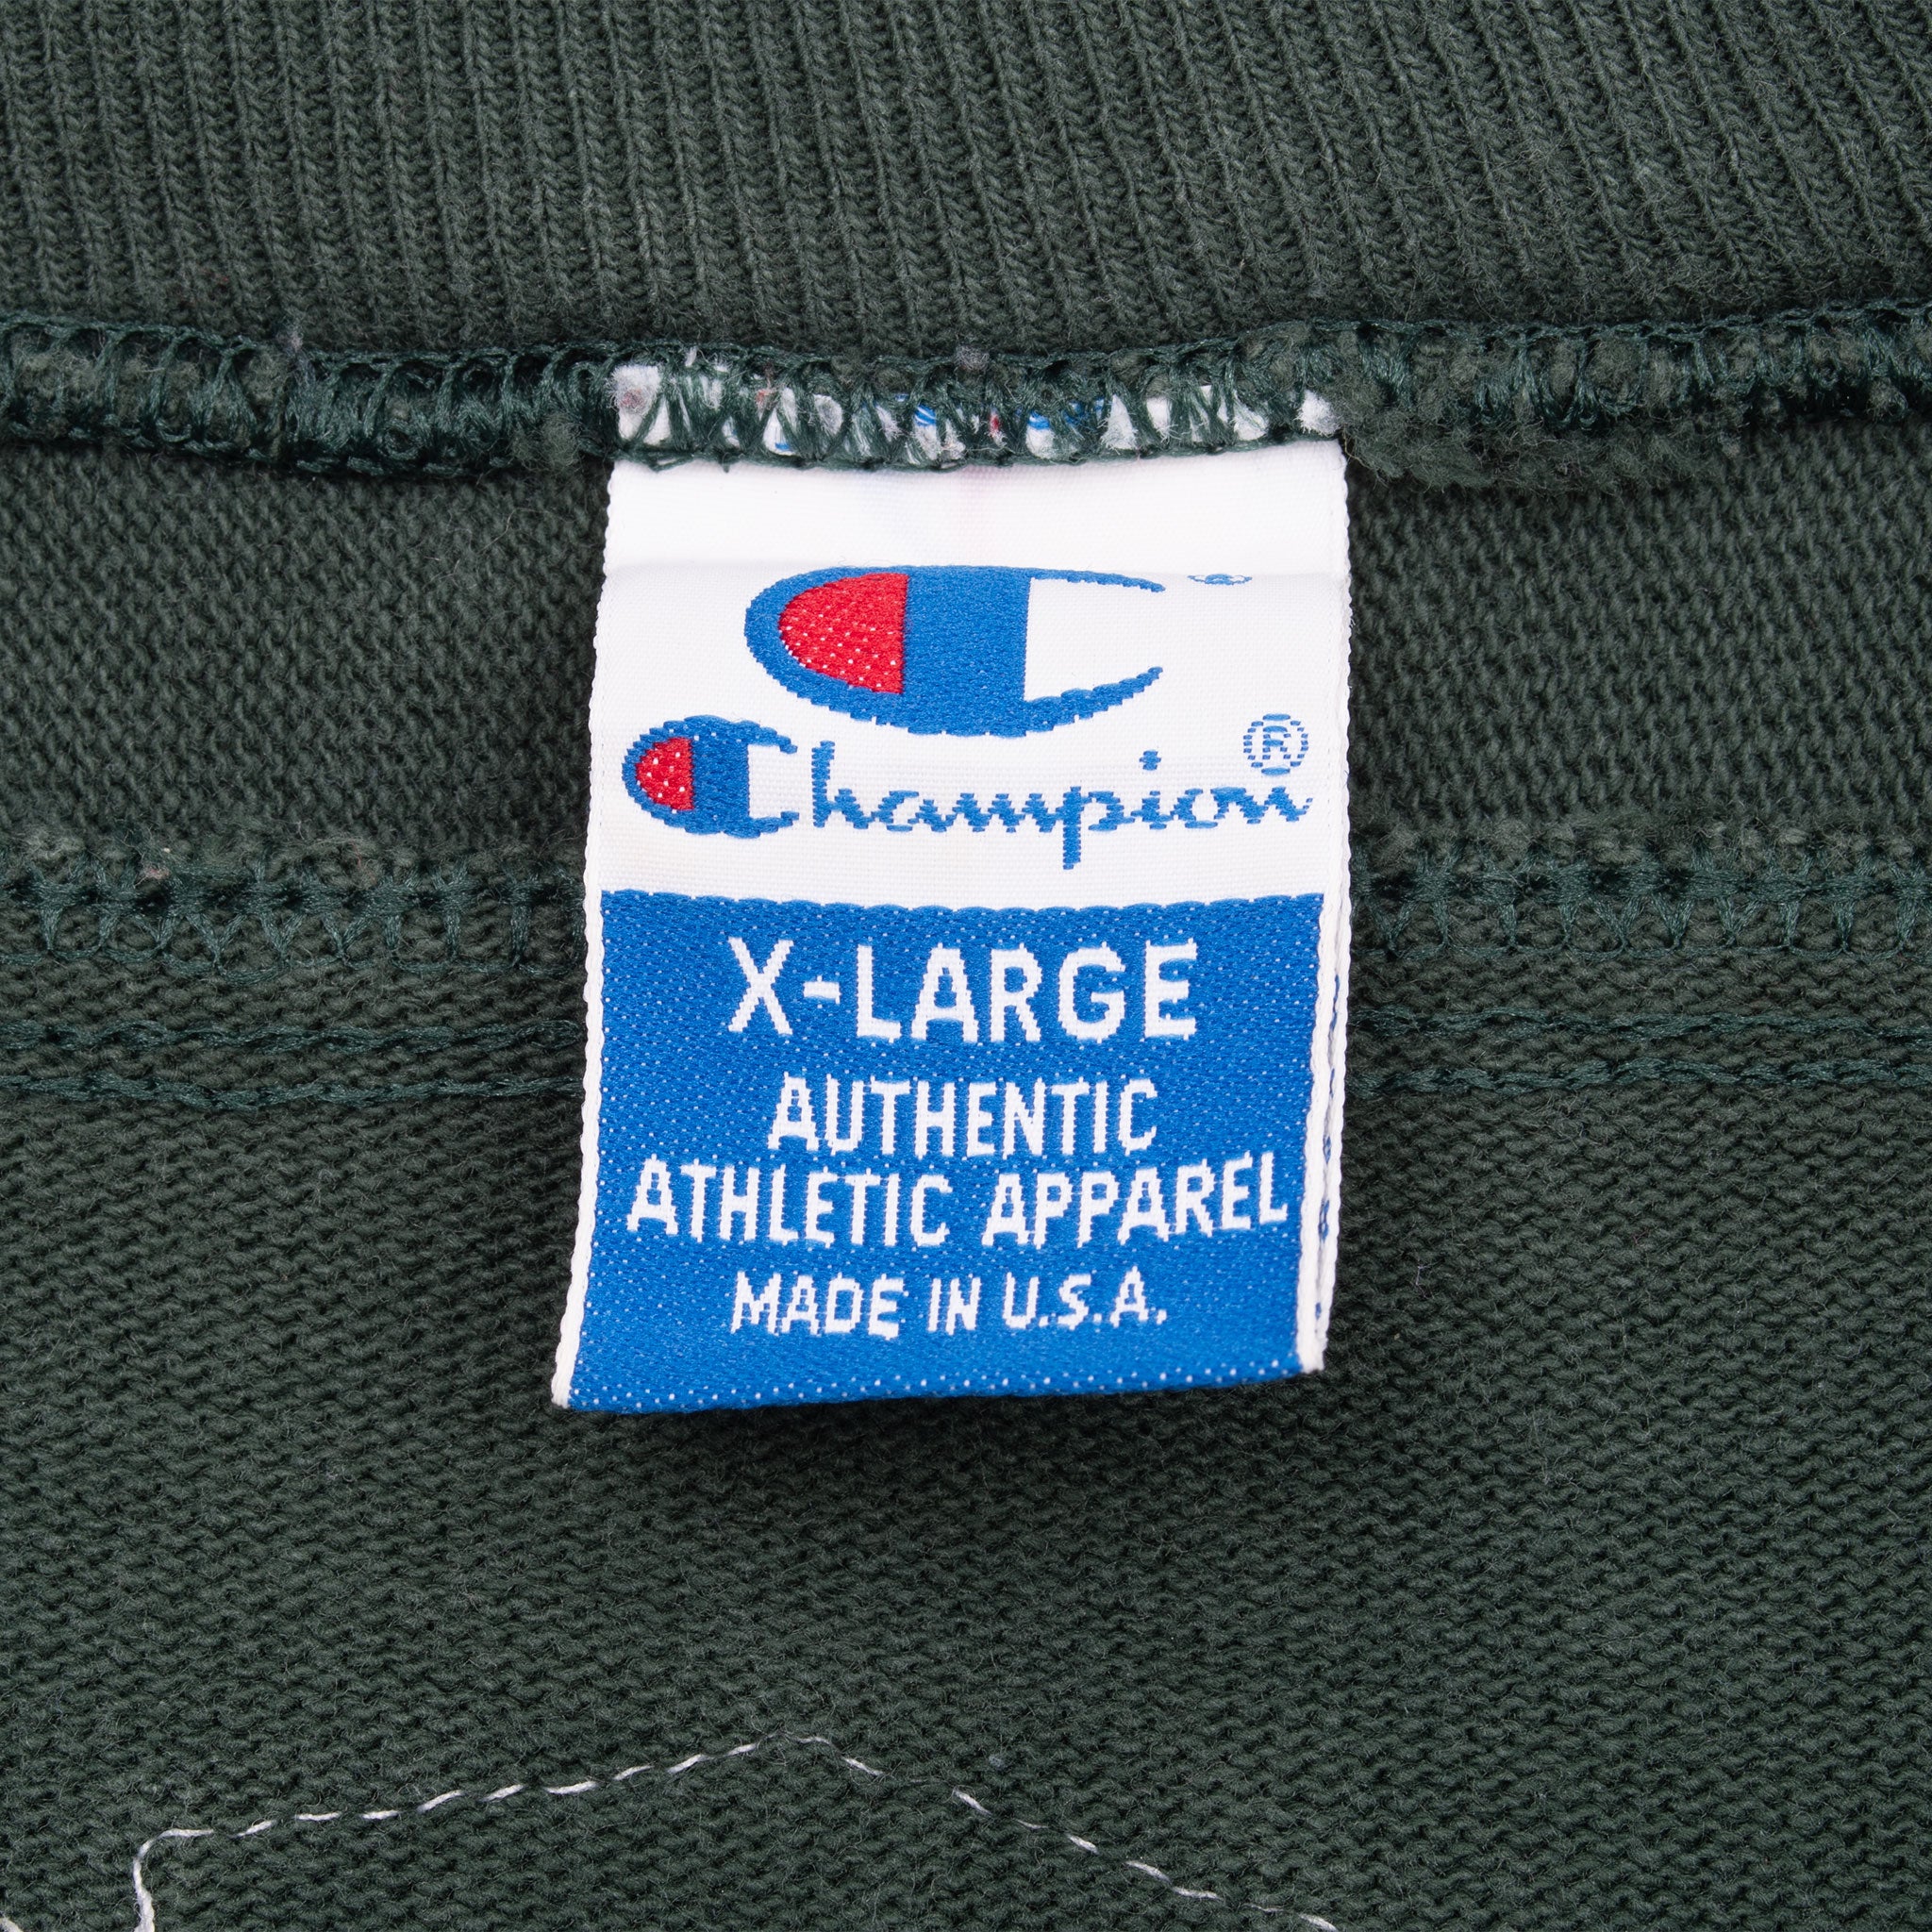 Champion®
X-LARGE
AUTHENTIC
ATHLETIC APPAREL
MADE IN U.S.A.